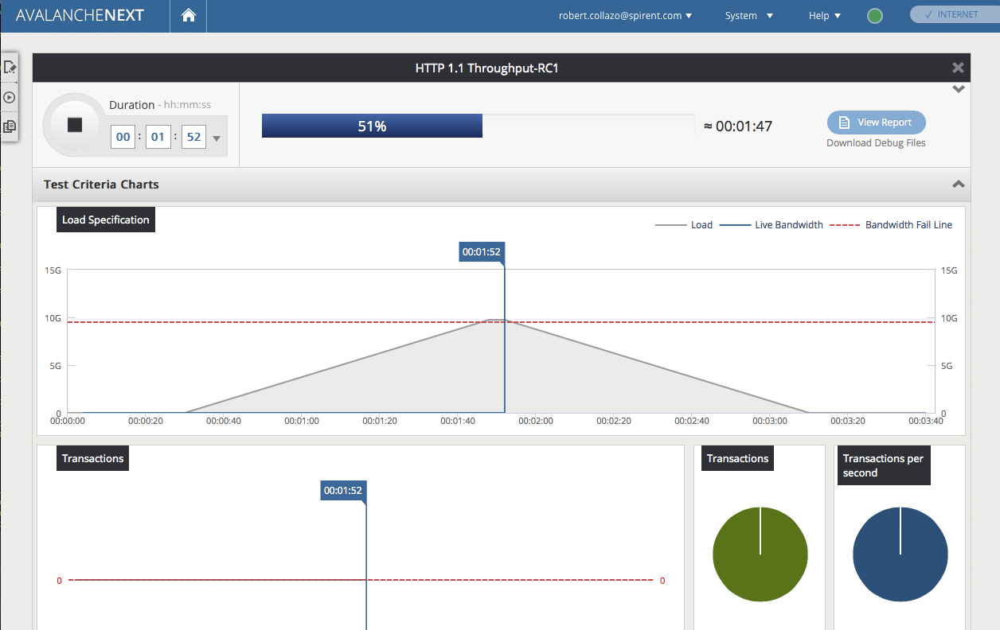 AVALANCHENEXT
robert.collazo@spirent.com
System
Help
✓ INTERNET
HTTP 1.1 Throughput-RC1
Duration - hh:mm:ss
00 : 01 : 52
51%
≈ 00:01:47
View Report
Download Debug Files
Test Criteria Charts
Load Specification
Load
Live Bandwidth
Bandwidth Fail Line
00:01:52
15G
15G
10G
10G
5G
5G
0
0
00:00:00 00:00:20 00:00:40 00:01:00 00:01:20 00:01:40 00:02:00 00:02:20 00:02:40 00:03:00 00:03:20 00:03:40
Transactions
00:01:52
0
0
Transactions
Transactions per
second